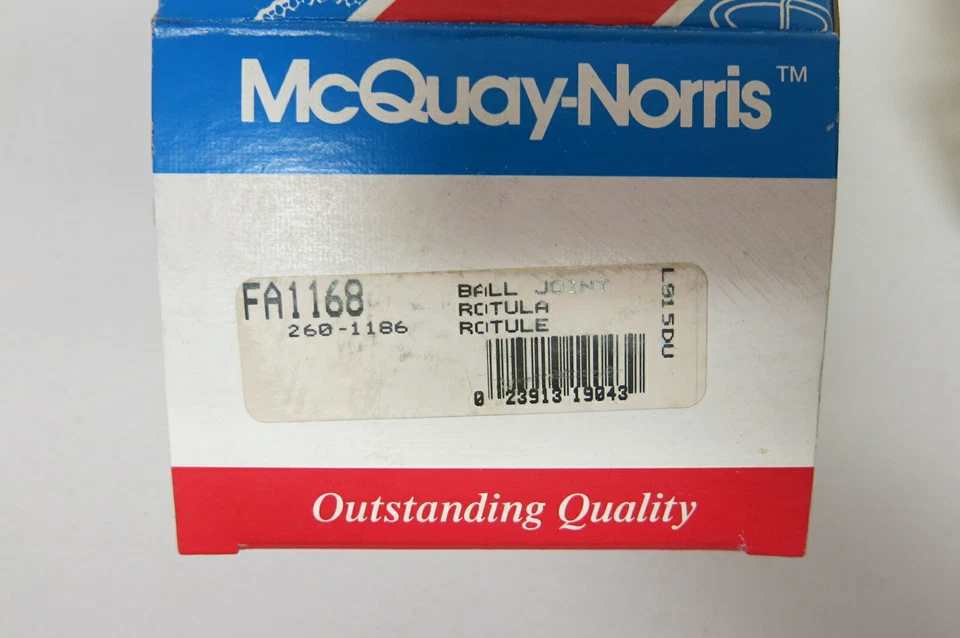 McQuay-Norris™
FA1168
260-1186
BALL JOINT
ROTULA
ROTULE
0 23913 19043
L915DU
Outstanding Quality